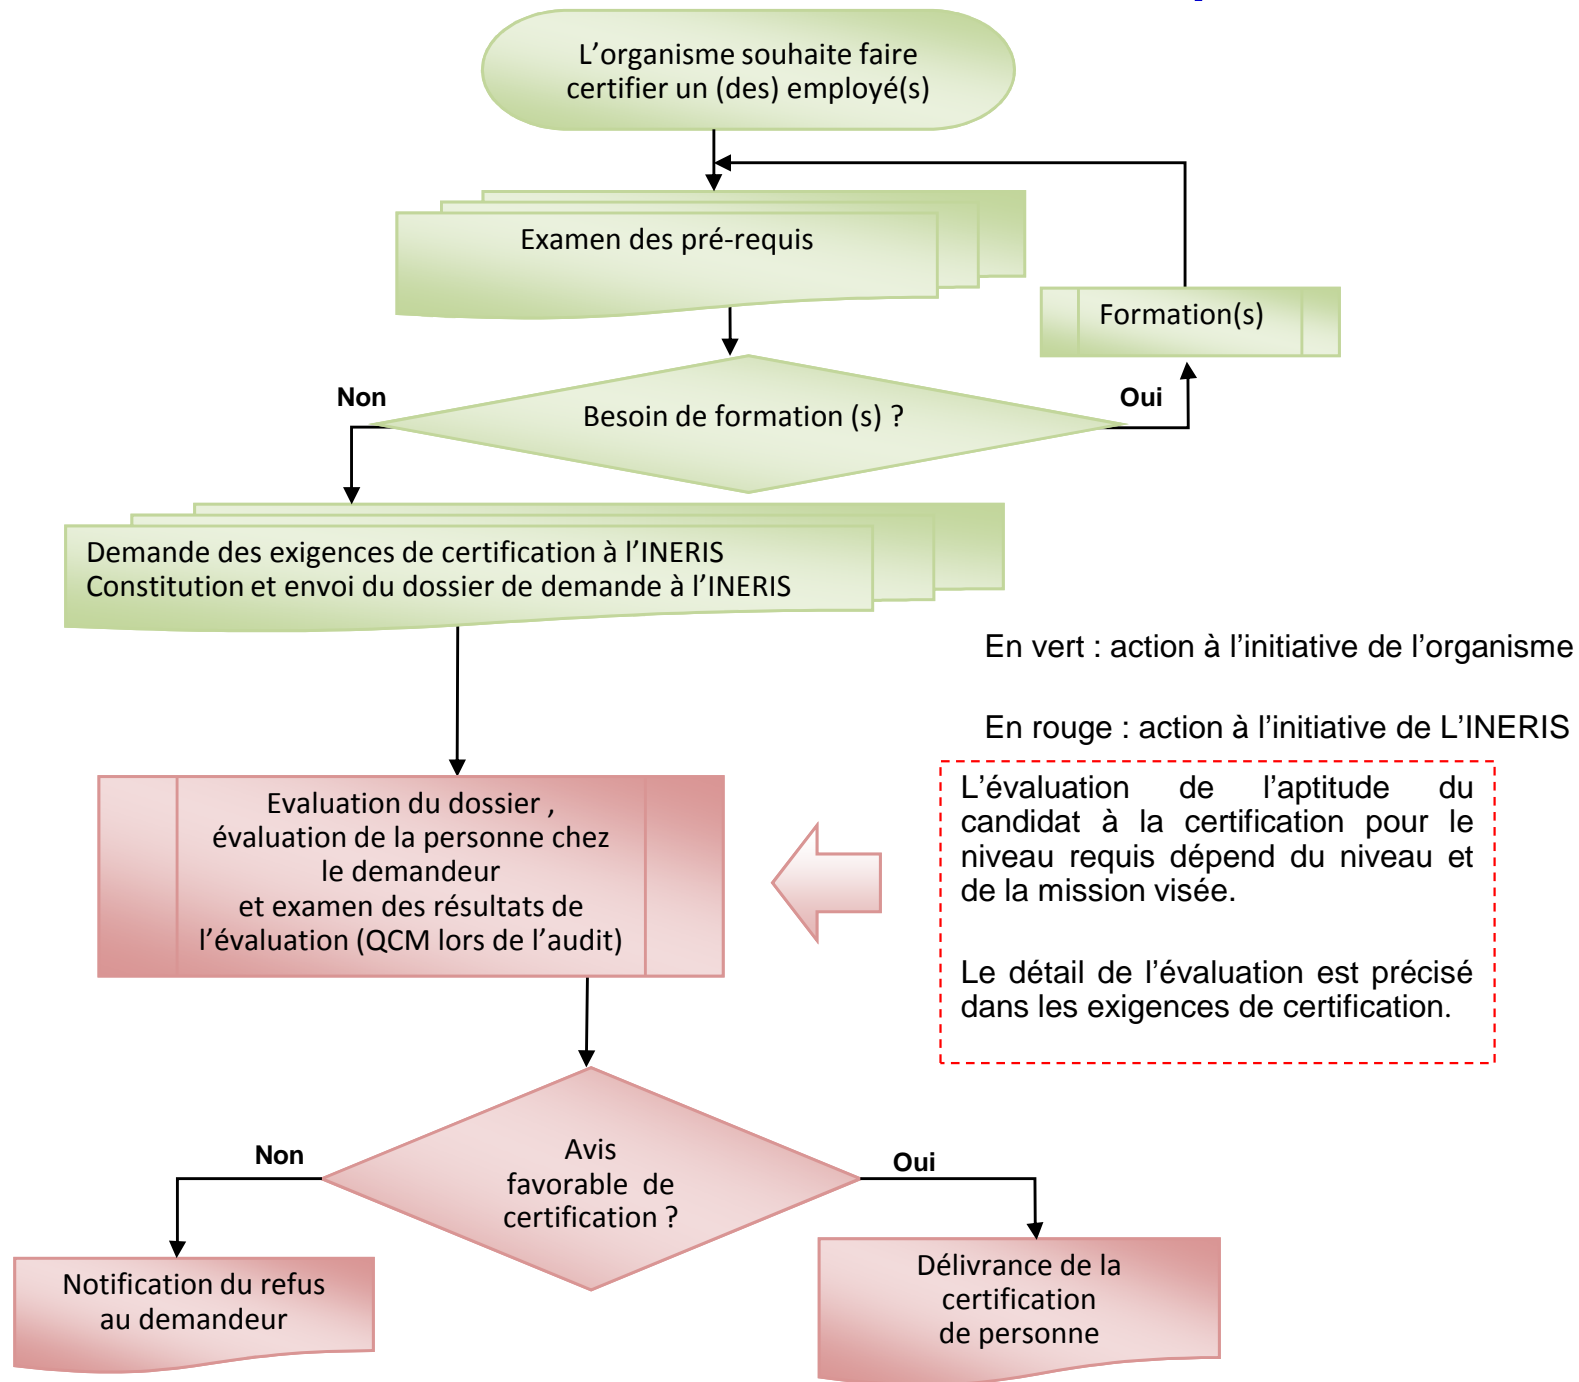 L’organisme souhaite faire
certifier un (des) employé(s)
Examen des pré-requis
Formation(s)
Non
Oui
Besoin de formation (s) ?
Demande des exigences de certification à l’INERIS
Constitution et envoi du dossier de demande à l’INERIS
En vert : action à l’initiative de l’organisme
En rouge : action à l’initiative de L’INERIS
Evaluation du dossier ,
évaluation de la personne chez
le demandeur
et examen des résultats de
l’évaluation (QCM lors de l’audit)
L’évaluation de l’aptitude du
candidat à la certification pour le
niveau requis dépend du niveau et
de la mission visée.
Le détail de l’évaluation est précisé
dans les exigences de certification.
Non
Avis
favorable  de
certification ?
Oui
Notification du refus
au demandeur
Délivrance de la
certification
de personne